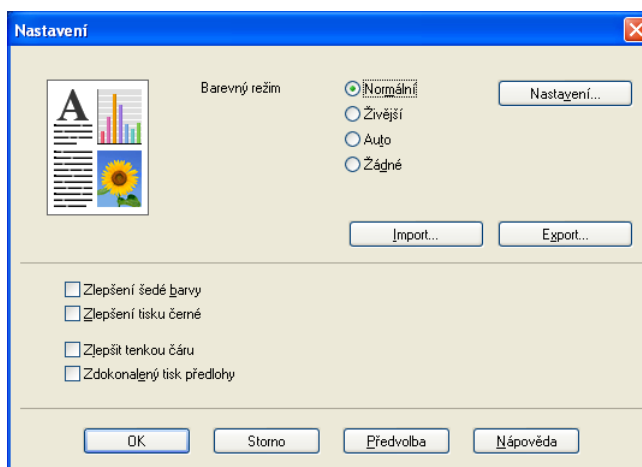 Nastavení
A
Barevný režim
Normální
Nastavení...
Živější
Auto
Žádné
Import...
Export...
Zlepšení šedé barvy
Zlepšení tisku černé
Zlepšit tenkou čáru
Zdokonalený tisk předlohy
OK
Storno
Předvolba
Nápověda